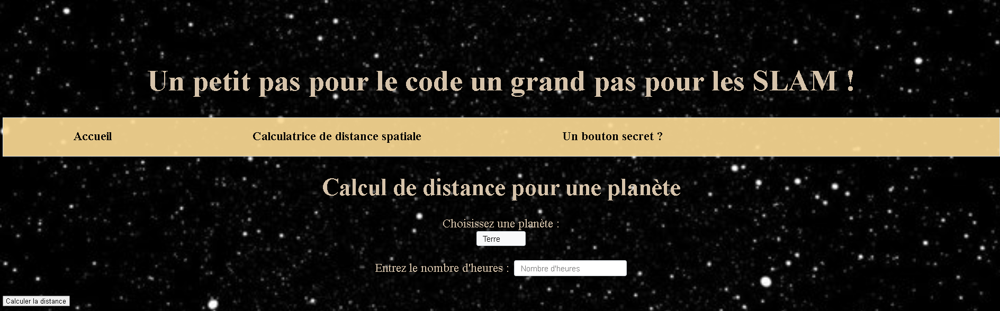 Un petit pas pour le code un grand pas pour les SLAM !
Accueil Calculatrice de distance spatiale Un bouton secret ?
Calcul de distance pour une planète
Choisissez une planète :
Terre
Entrez le nombre d'heures : Nombre d'heures
Calculer la distance